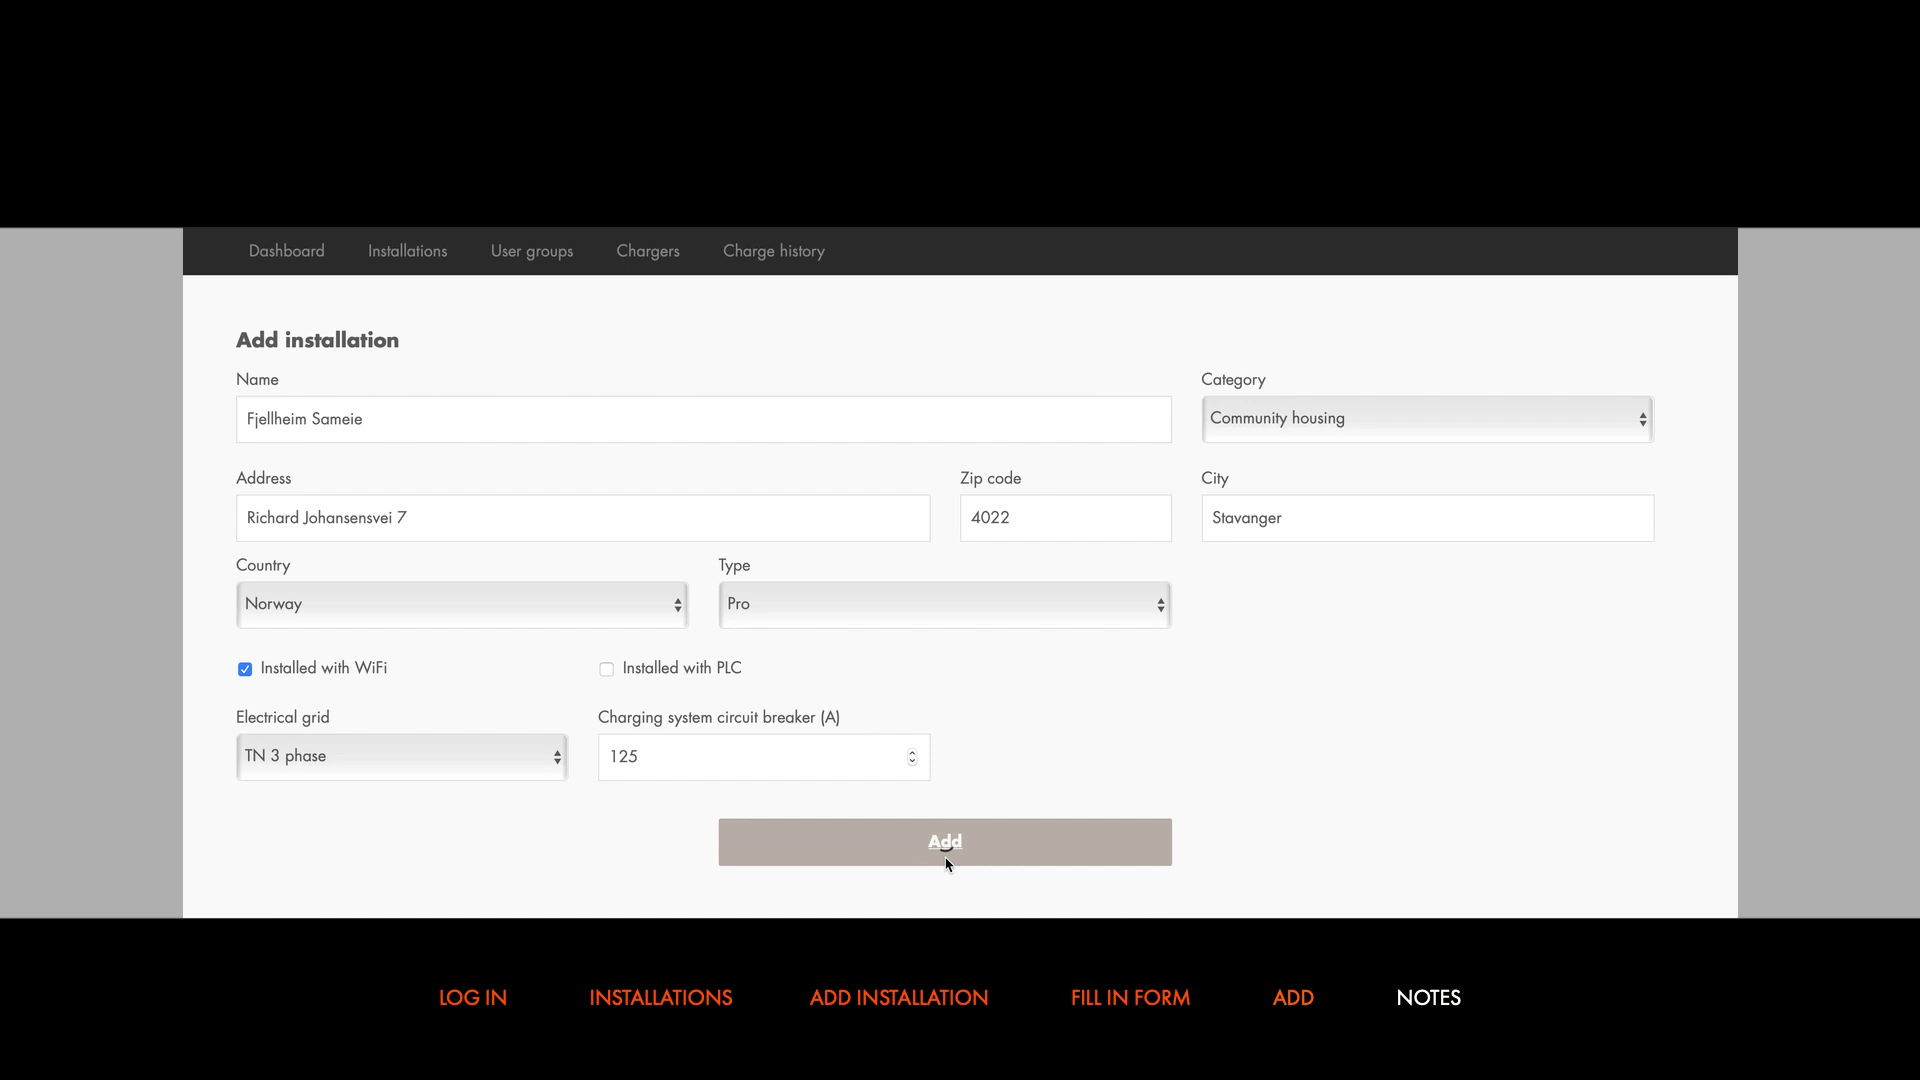 Dashboard Installations User groups Chargers Charge history
Add installation
Name Category
Fjellheim Sameie Community housing
Address Zip code City
Richard Johansensvei 7 4022 Stavanger
Country Type
Norway Pro
Installed with WiFi Installed with PLC
Electrical grid Charging system circuit breaker (A)
TN 3 phase 125
Add
LOG IN INSTALLATIONS ADD INSTALLATION FILL IN FORM ADD NOTES